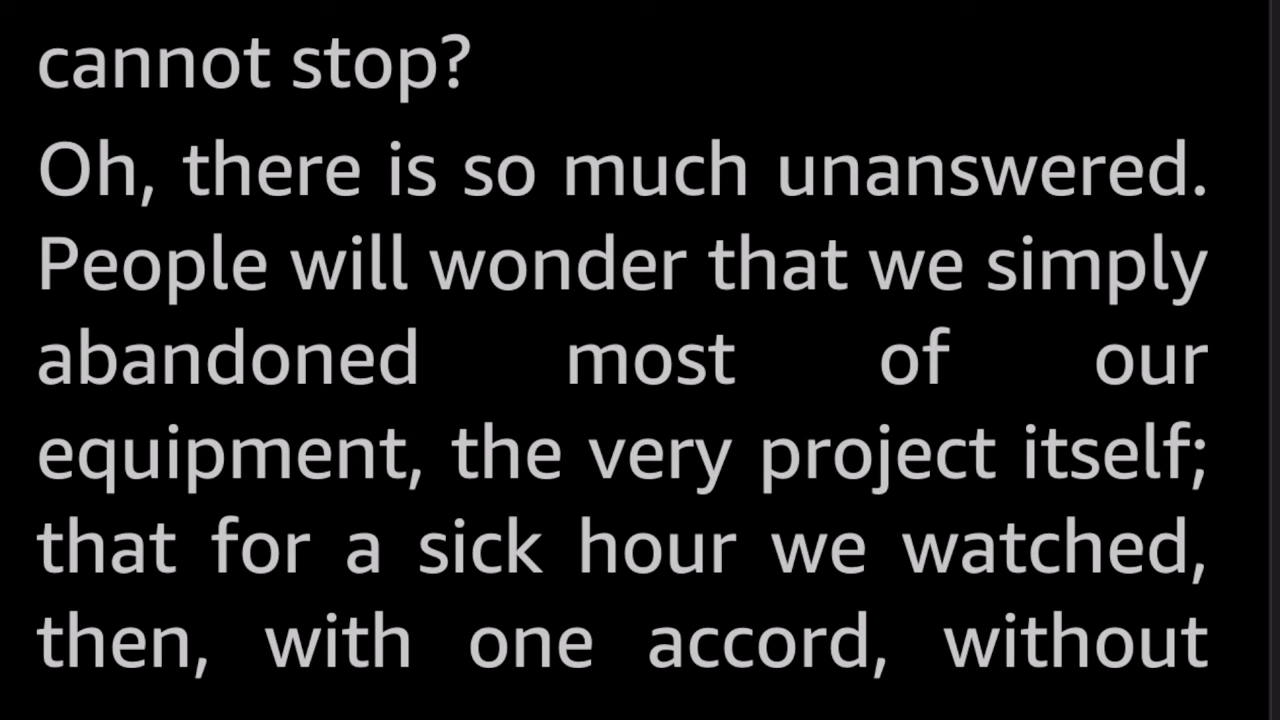 cannot stop?
Oh, there is so much unanswered.
People will wonder that we simply
abandoned most of our
equipment, the very project itself;
that for a sick hour we watched,
then, with one accord, without